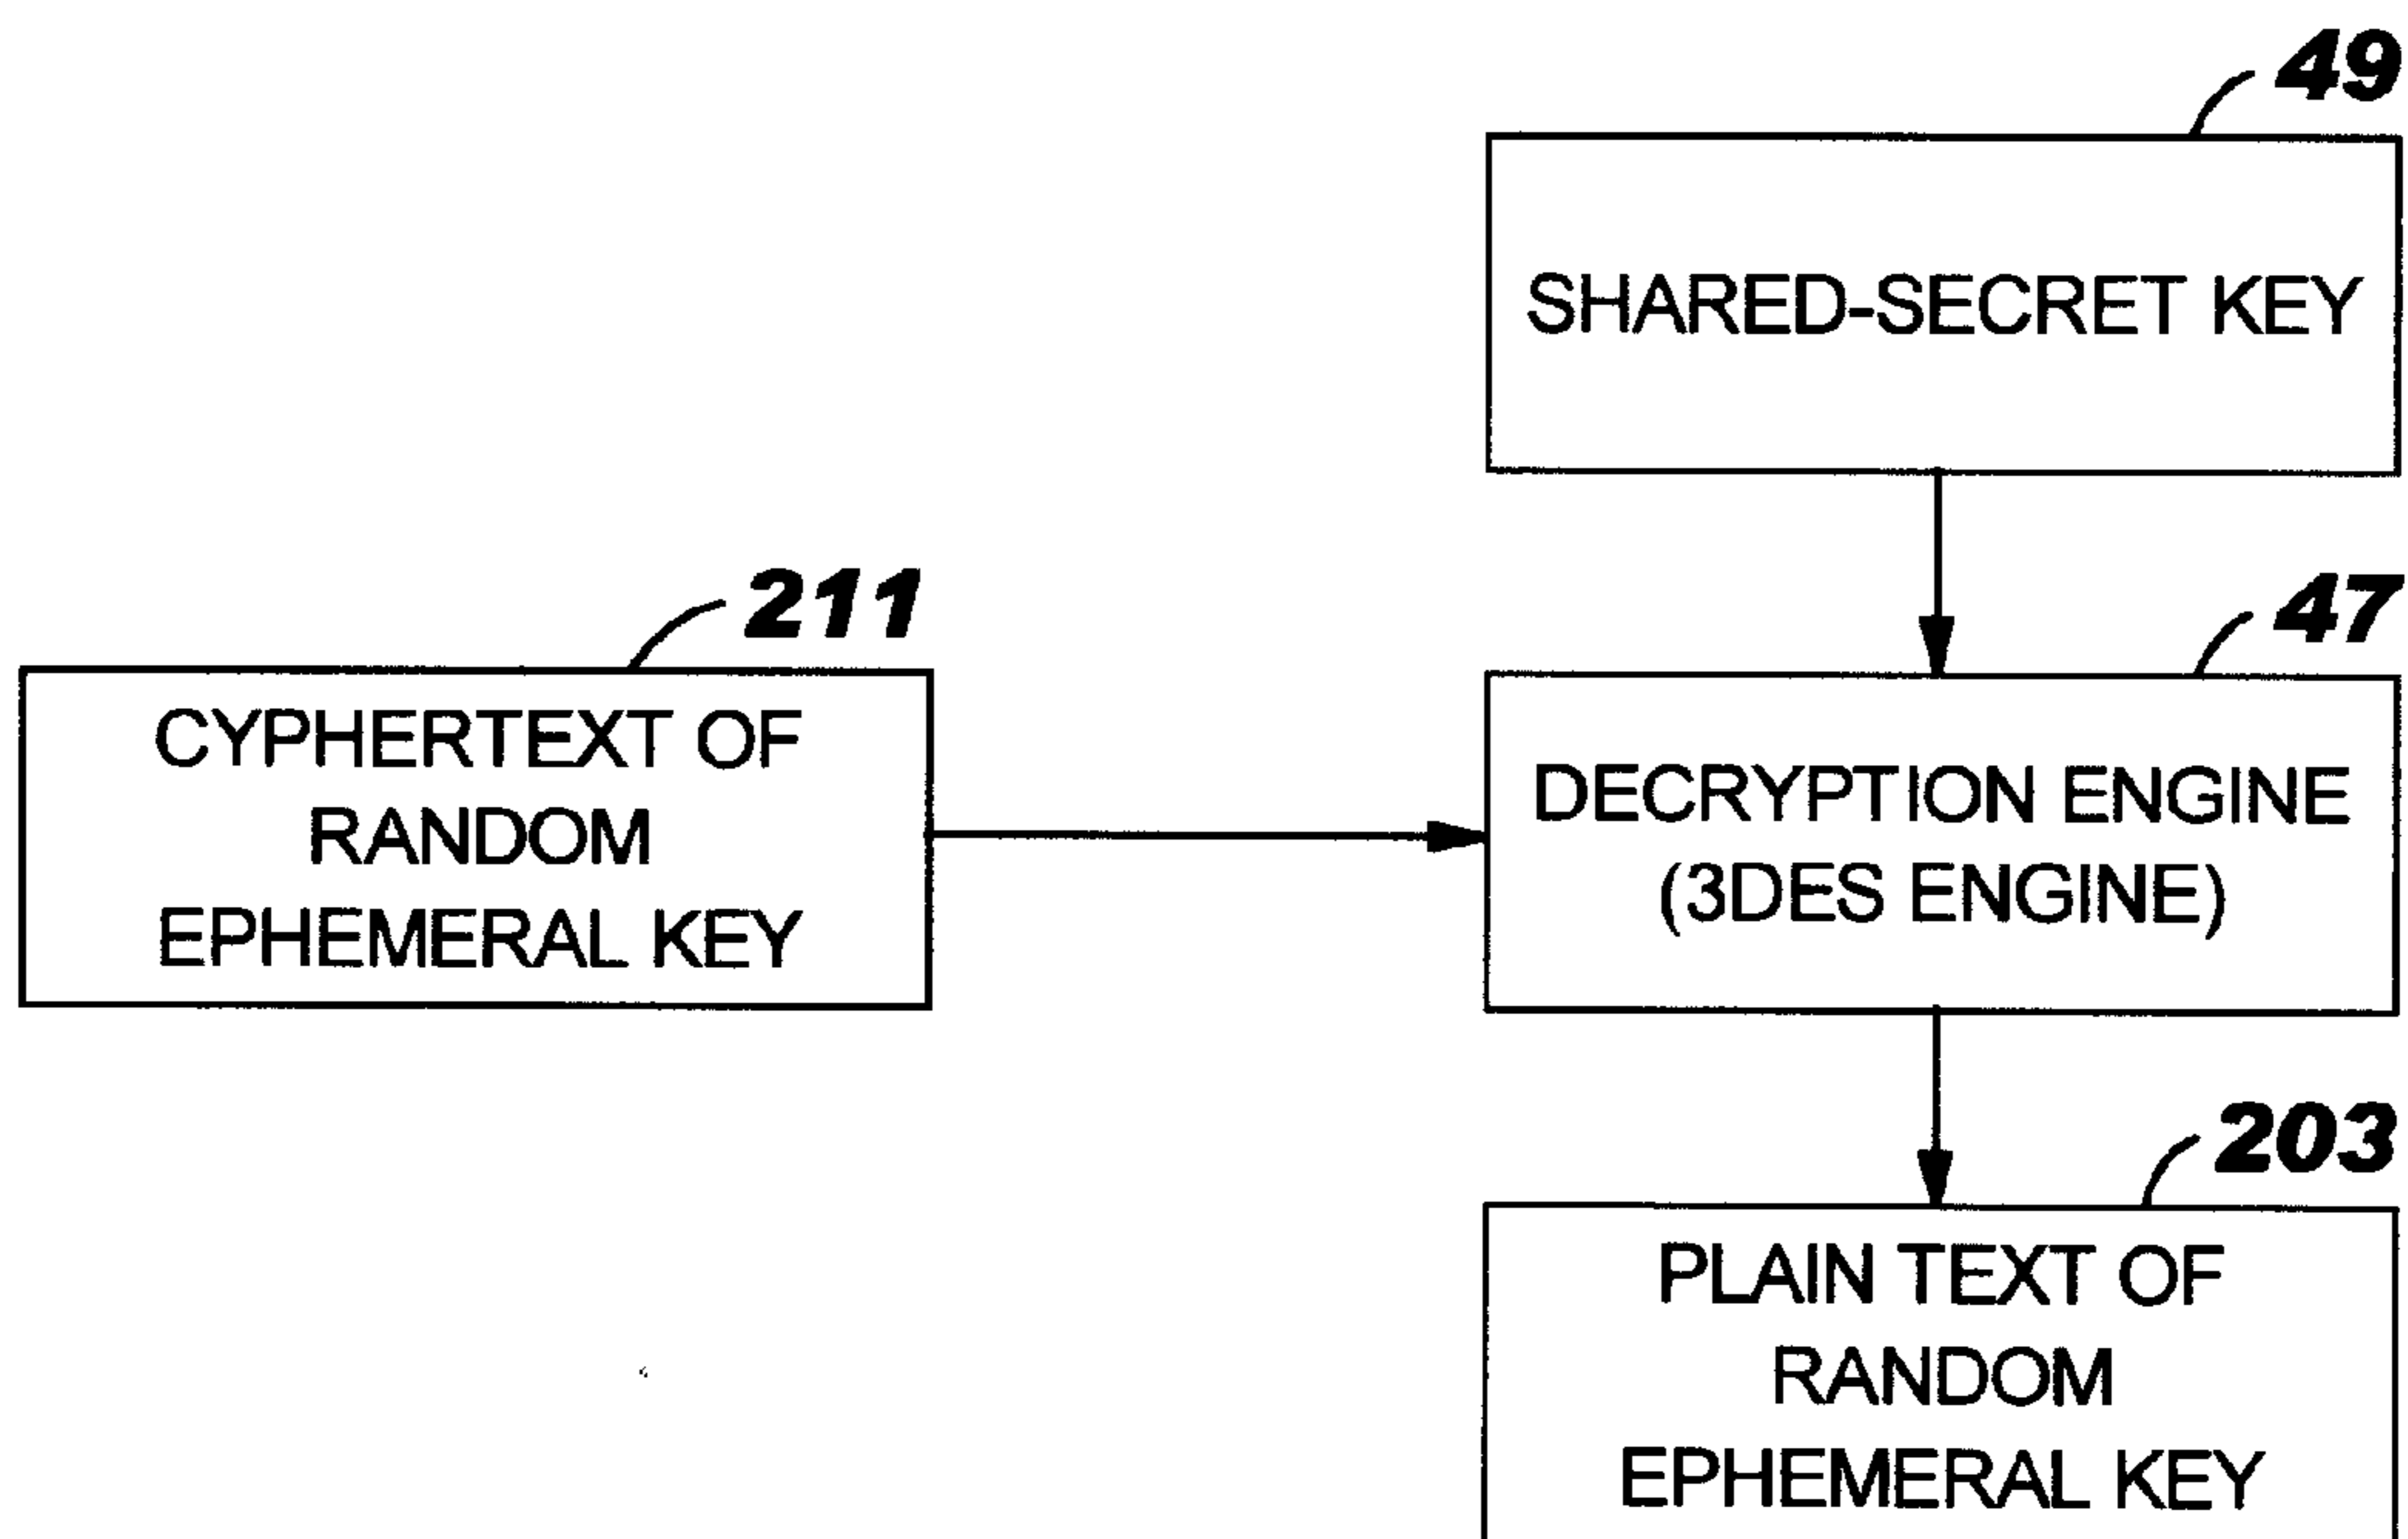 49
SHARED-SECRET KEY
211
47
CYPHERTEXT OF
RANDOM
EPHEMERAL KEY
DECRYPTION ENGINE
(3DES ENGINE)
203
PLAIN TEXT OF
RANDOM
EPHEMERAL KEY